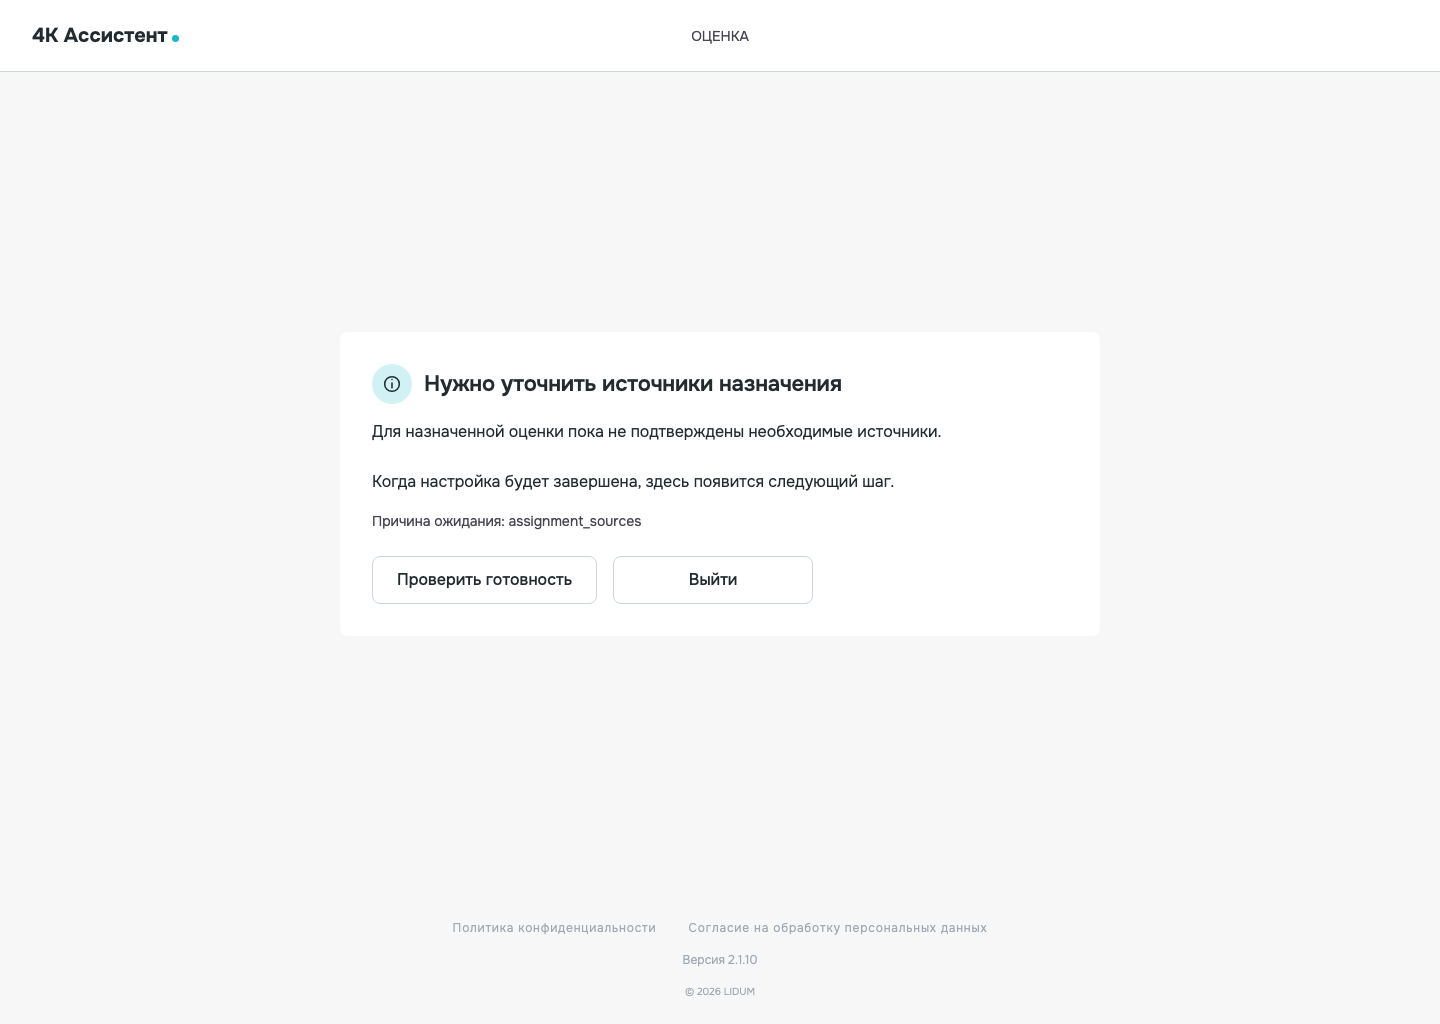 4K Ассистент
ОЦЕНКА
Нужно уточнить источники назначения
Для назначенной оценки пока не подтверждены необходимые источники.
Когда настройка будет завершена, здесь появится следующий шаг.
Причина ожидания: assignment_sources
Проверить готовность
Выйти
Политика конфиденциальности
Согласие на обработку персональных данных
Версия 2.1.10
© 2026 LIDUM